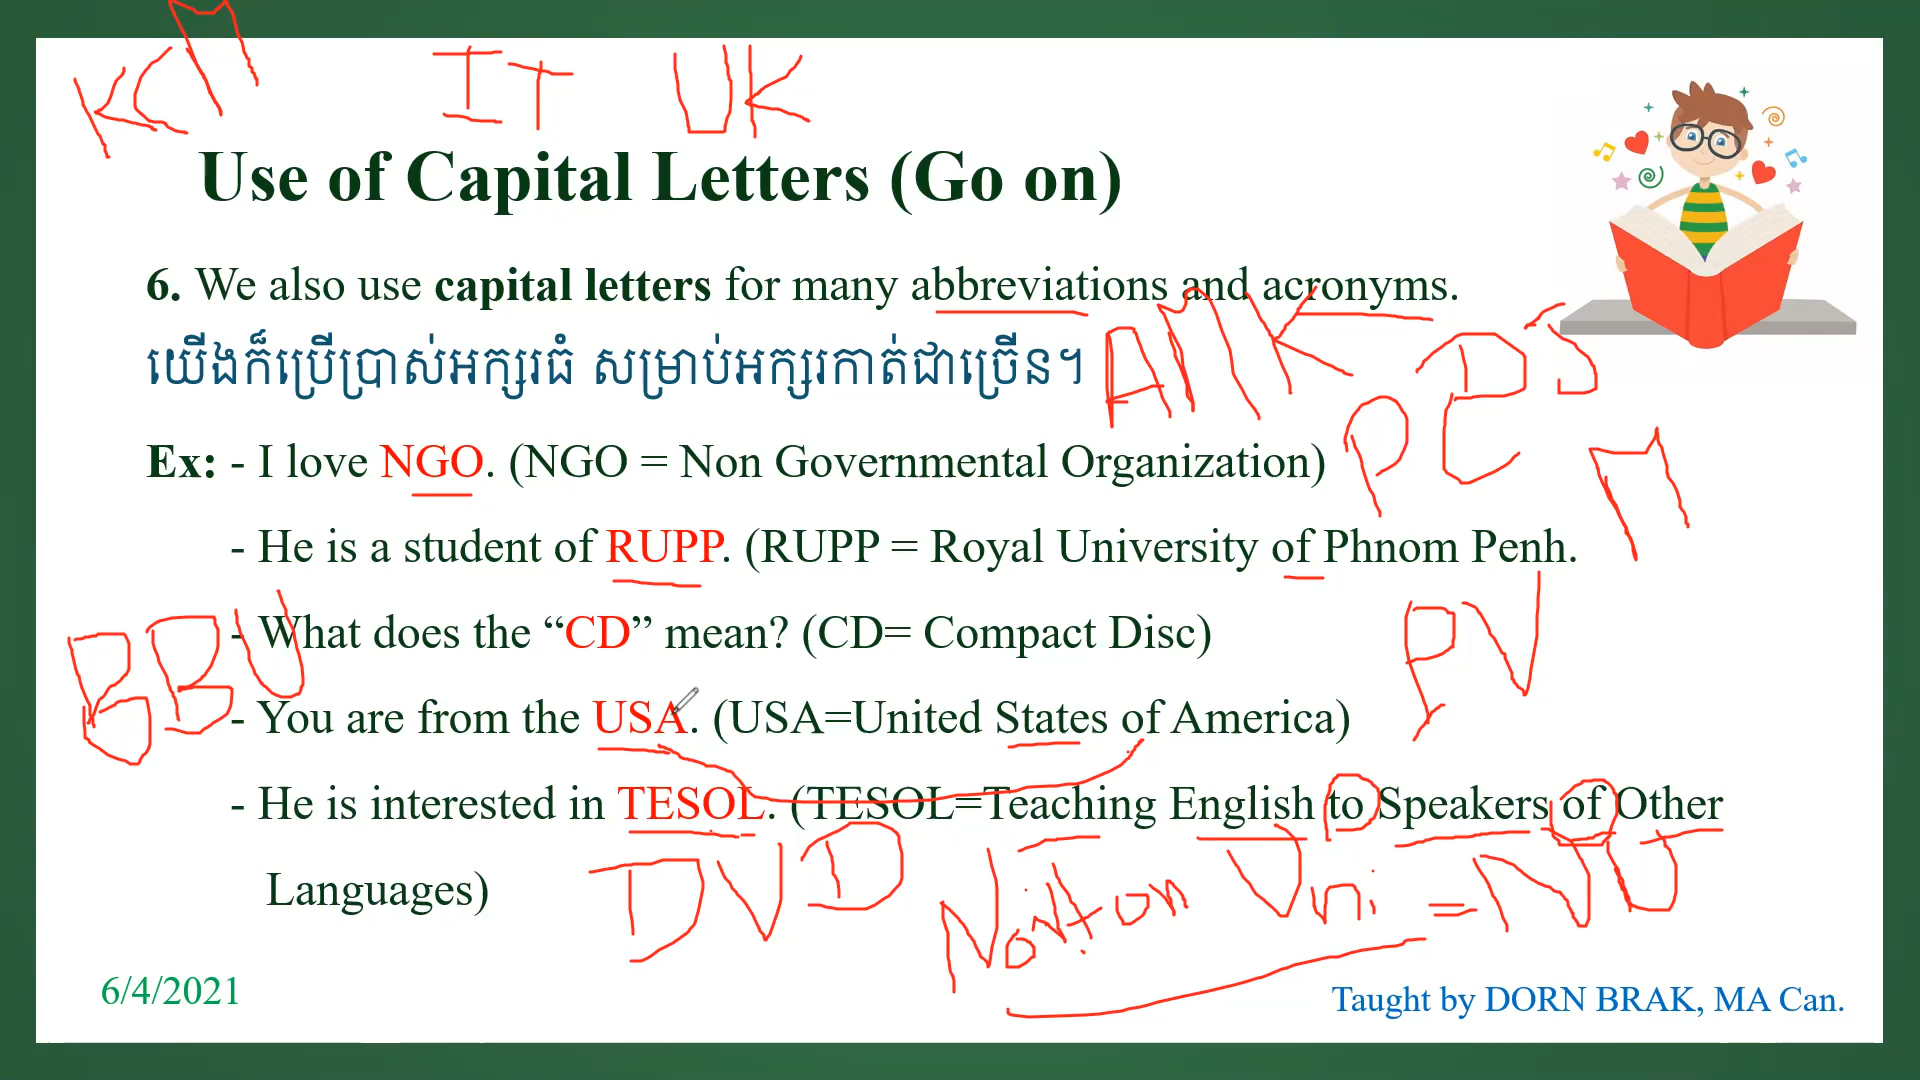 KCM IT UK
Use of Capital Letters (Go on)
6. We also use capital letters for many abbreviations and acronyms.
យើងក៏ប្រើប្រាស់អក្សរធំ សម្រាប់អក្សរកាត់ជាច្រើន។
AMK
Ex: - I love NGO. (NGO = Non Governmental Organization)
- He is a student of RUPP. (RUPP = Royal University of Phnom Penh.
- What does the “CD” mean? (CD= Compact Disc)
BBU
PV
- You are from the USA. (USA=United States of America)
- He is interested in TESOL. (TESOL=Teaching English to Speakers of Other
Languages)
DVD
Norton Uni = NU
6/4/2021
Taught by DORN BRAK, MA Can.